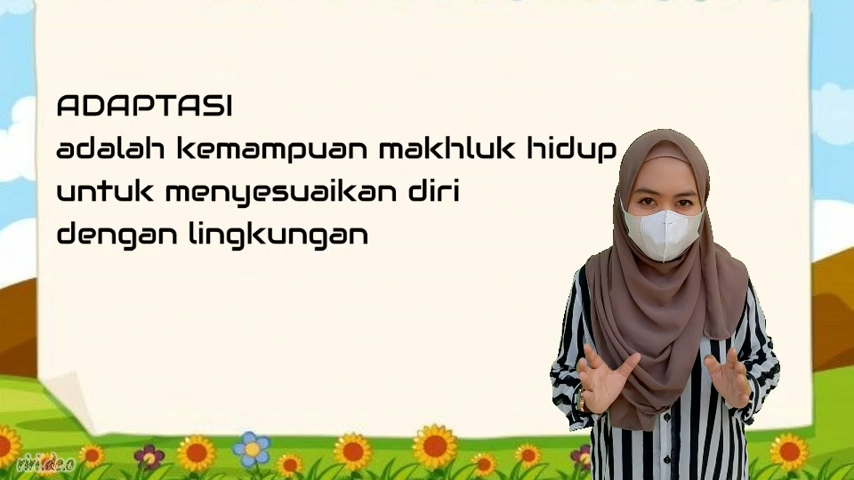 ADAPTASI
adalah kemampuan makhluk hidup
untuk menyesuaikan diri
dengan lingkungan